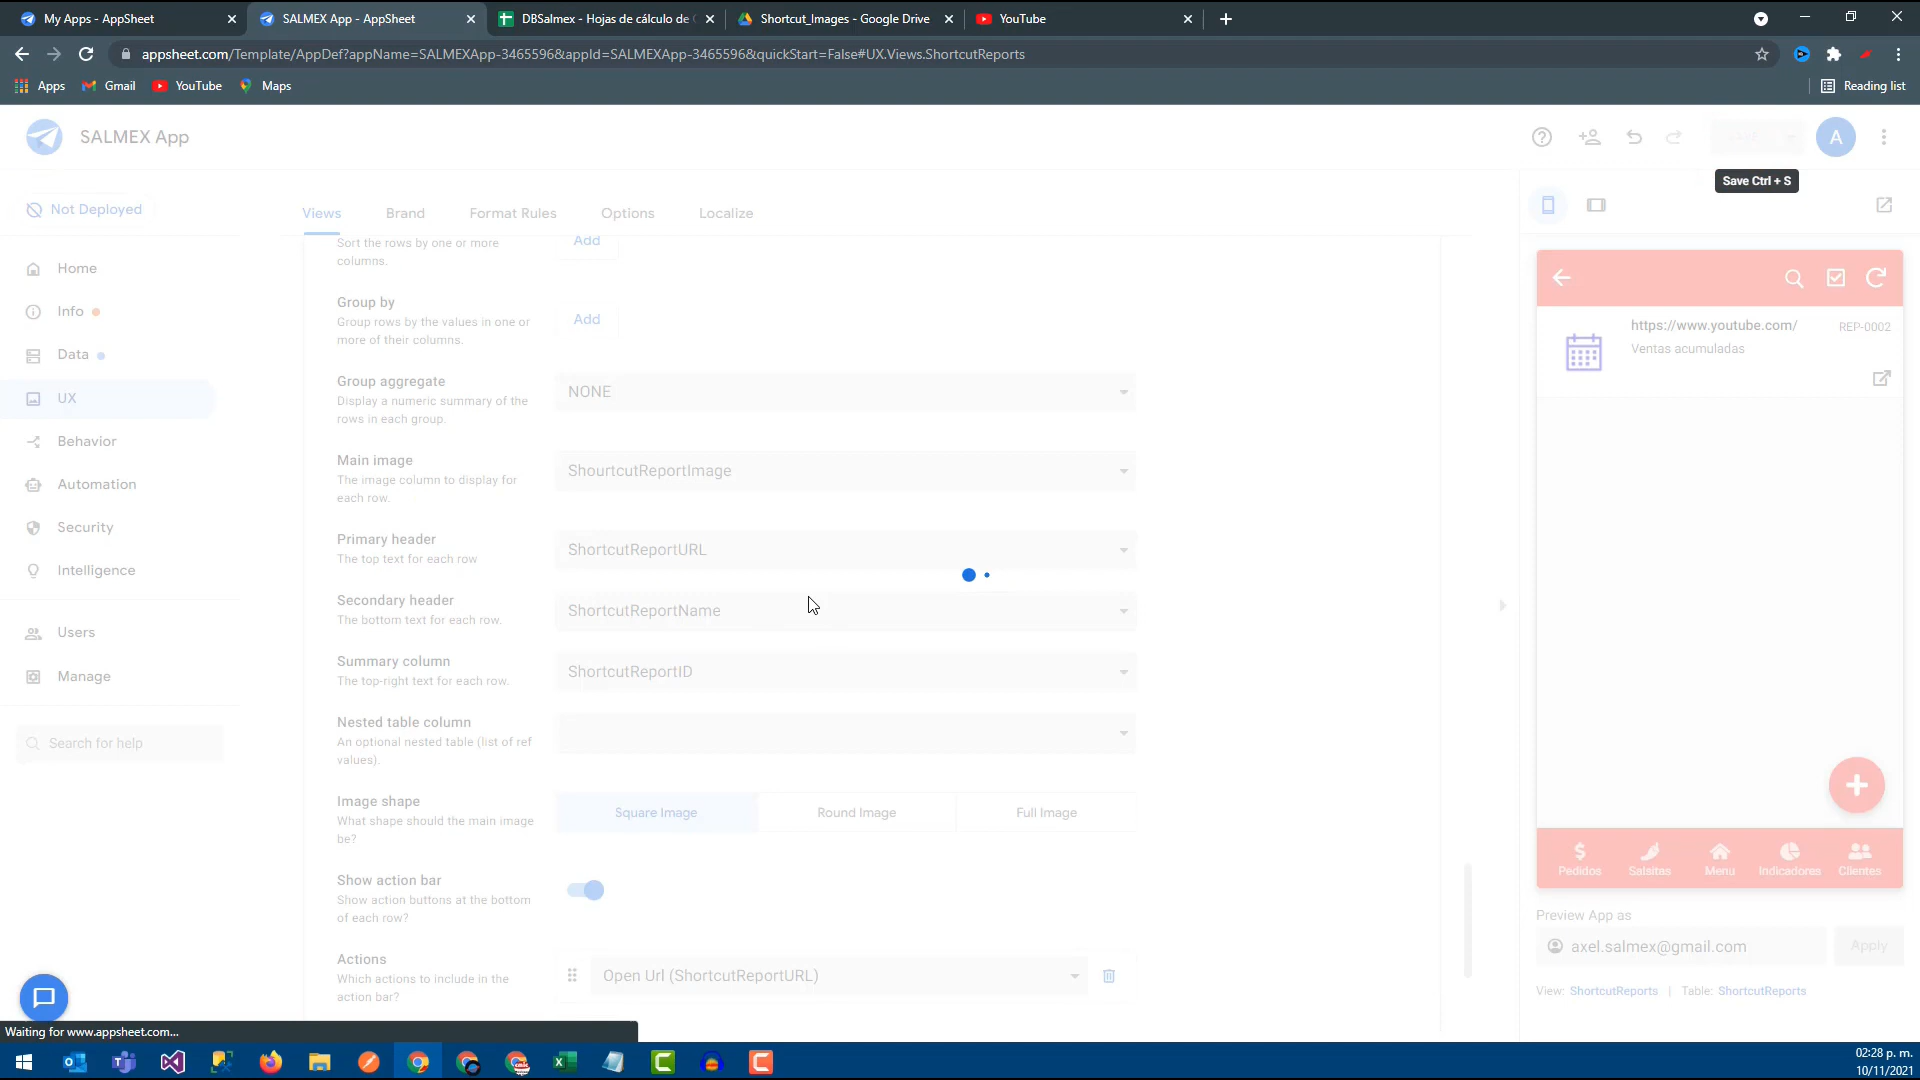 My Apps - AppSheet
SALMEX App - AppSheet
DBSalmex - Hojas de cálculo de
Shortcut_Images - Google Drive
YouTube
appsheet.com/Template/AppDef?appName=SALMEXApp-3465596&appId=SALMEXApp-3465596&quickStart=False#UX.Views.ShortcutReports
Apps
Gmail
YouTube
Maps
Reading list
SALMEX App
A
Save Ctrl + S
Not Deployed
Views
Brand
Format Rules
Options
Localize
Home
Info
Data
UX
Behavior
Automation
Security
Intelligence
Users
Manage
Search for help
Sort the rows by one or more
columns.
Add
Group by
Group rows by the values in one or
more of their columns.
Add
Group aggregate
Display a numeric summary of the
rows in each group.
NONE
Main image
The image column to display for
each row.
ShourtcutReportImage
Primary header
The top text for each row
ShortcutReportURL
Secondary header
The bottom text for each row.
ShortcutReportName
Summary column
The top-right text for each row.
ShortcutReportID
Nested table column
An optional nested table (list of ref
values).
Image shape
What shape should the main image
be?
Square Image
Round Image
Full Image
Show action bar
Show action buttons at the bottom
of each row?
Actions
Which actions to include in the
action bar?
Open Url (ShortcutReportURL)
https://www.youtube.com/
REP-0002
Ventas acumuladas
Pedidos
Salsitas
Menu
Indicadores
Clientes
Preview App as
axel.salmex@gmail.com
Apply
View: ShortcutReports | Table: ShortcutReports
Waiting for www.appsheet.com...
02:28 p. m.
10/11/2021